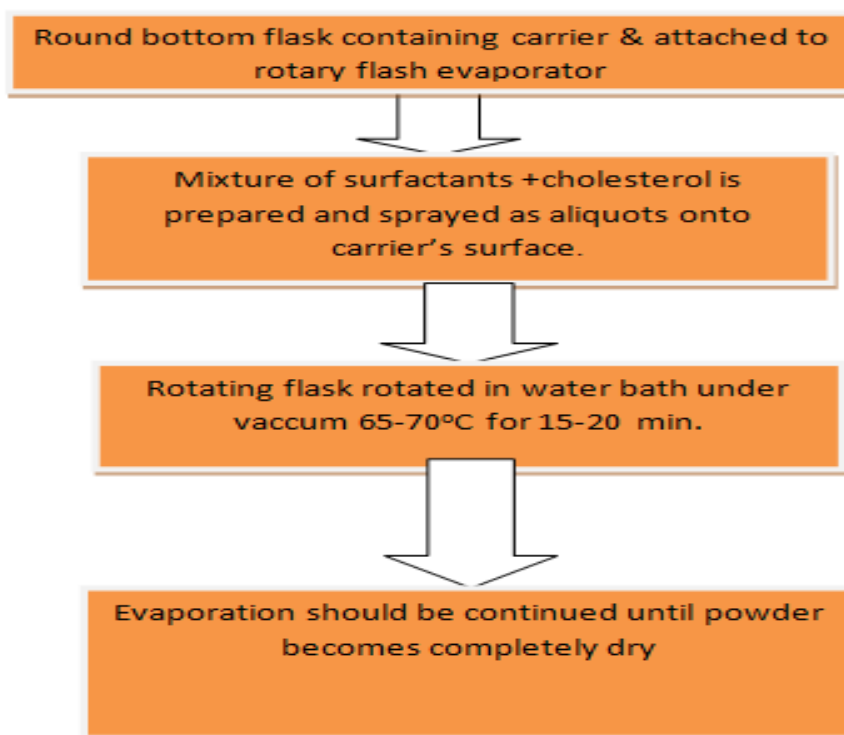 Round bottom flask containing carrier & attached to
rotary flash evaporator
Mixture of surfactants +cholesterol is
prepared and sprayed as aliquots onto
carrier's surface.
Rotating flask rotated in water bath under
vaccum 65-70°C for 15-20 min.
Evaporation should be continued until powder
becomes completely dry